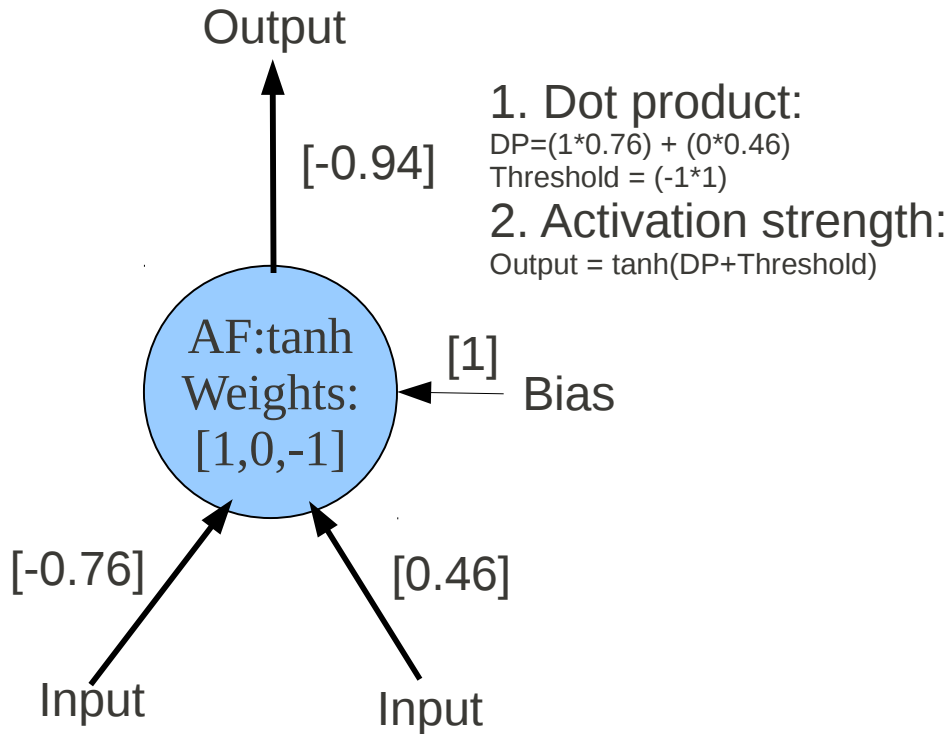 Output
[-0.94]
1. Dot product:
DP=(1*0.76) + (0*0.46)
Threshold = (-1*1)
2. Activation strength:
Output = tanh(DP+Threshold)
AF:tanh
Weights:
[1,0,-1]
[1]
Bias
[-0.76]
[0.46]
Input
Input